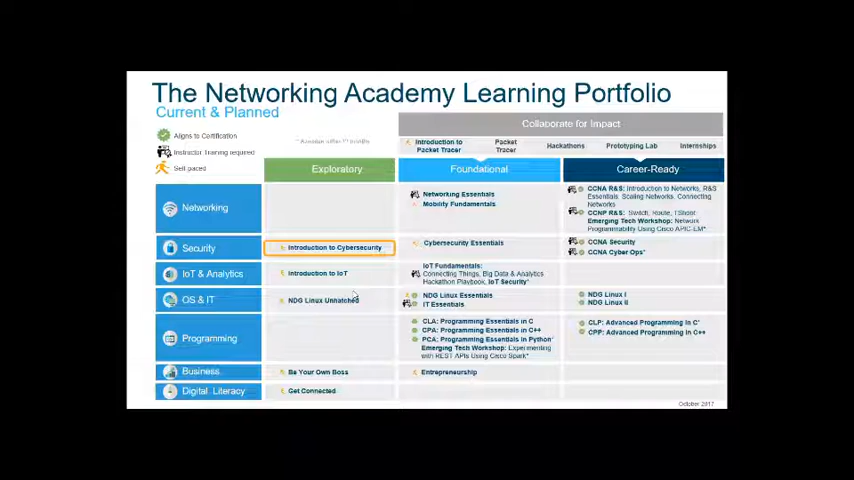 The Networking Academy Learning Portfolio
Current & Planned
Collaborate for Impact
Aligns to Certification
Instructor Training required
Self-paced
Introduction to
Packet Tracer
Packet
Tracer
Hackathons
Prototyping Lab
Internships
Exploratory
Foundational
Career-Ready
Networking
Networking Essentials
Mobility Fundamentals
CCNA R&S: Introduction to Networks, R&S
Essentials, Scaling Networks, Connecting
Networks
CCNP R&S: Switch, Route, TShoot
Emerging Tech Workshop: Network
Programmability Using Cisco APIC-EM*
Security
Introduction to Cybersecurity
Cybersecurity Essentials
CCNA Security
CCNA Cyber Ops*
IoT & Analytics
Introduction to IoT
IoT Fundamentals:
Connecting Things, Big Data & Analytics
Hackathon Playbook, IoT Security*
OS & IT
NDG Linux Unhatched
NDG Linux Essentials
IT Essentials
NDG Linux I
NDG Linux II
Programming
CLA: Programming Essentials in C
CPA: Programming Essentials in C++
PCA: Programming Essentials in Python*
Emerging Tech Workshop: Experimenting
with REST APIs Using Cisco Spark*
CLP: Advanced Programming in C*
CPP: Advanced Programming in C++
Business
Be Your Own Boss
Entrepreneurship
Digital Literacy
Get Connected
October 2017